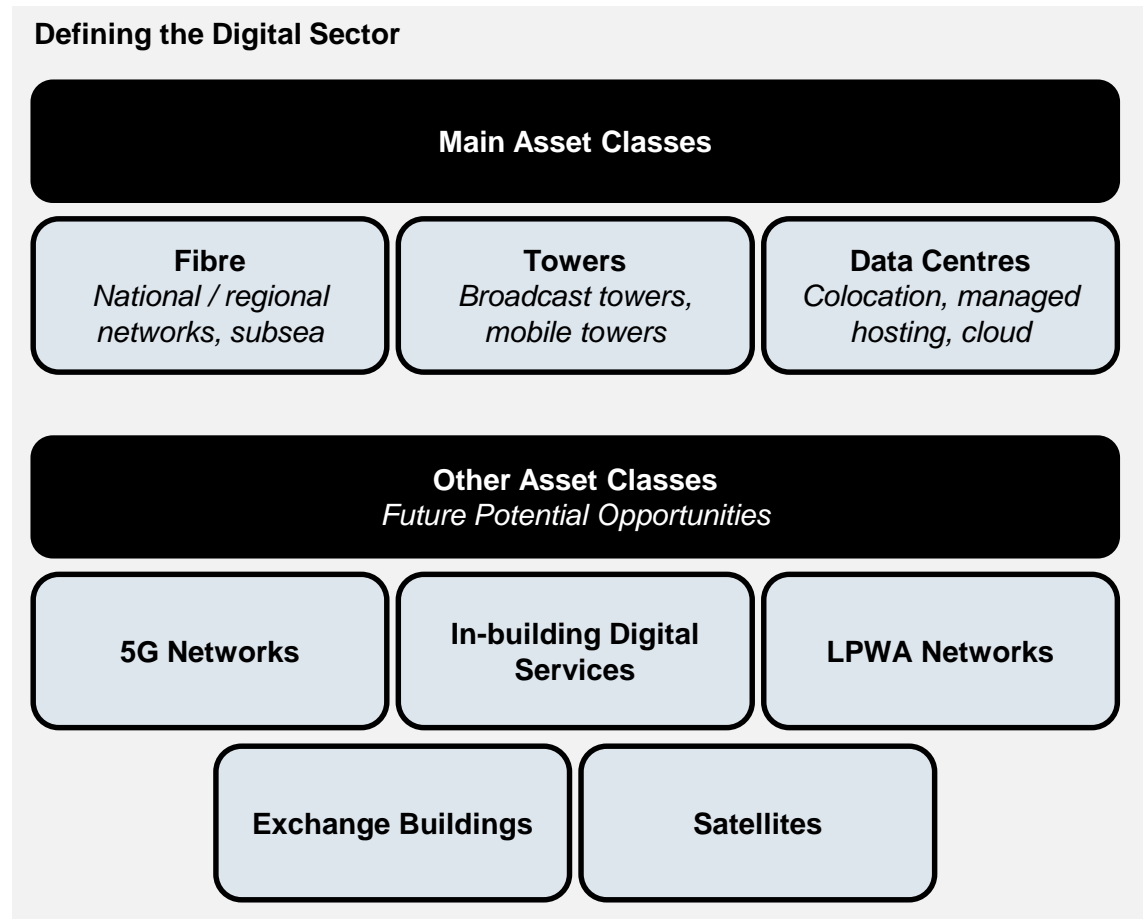 Defining the Digital Sector
Main Asset Classes
Fibre
National / regional
networks, subsea
Towers
Broadcast towers,
mobile towers
Data Centres
Colocation, managed
hosting, cloud
Other Asset Classes
Future Potential Opportunities
5G Networks
In-building Digital
Services
LPWA Networks
Exchange Buildings
Satellites